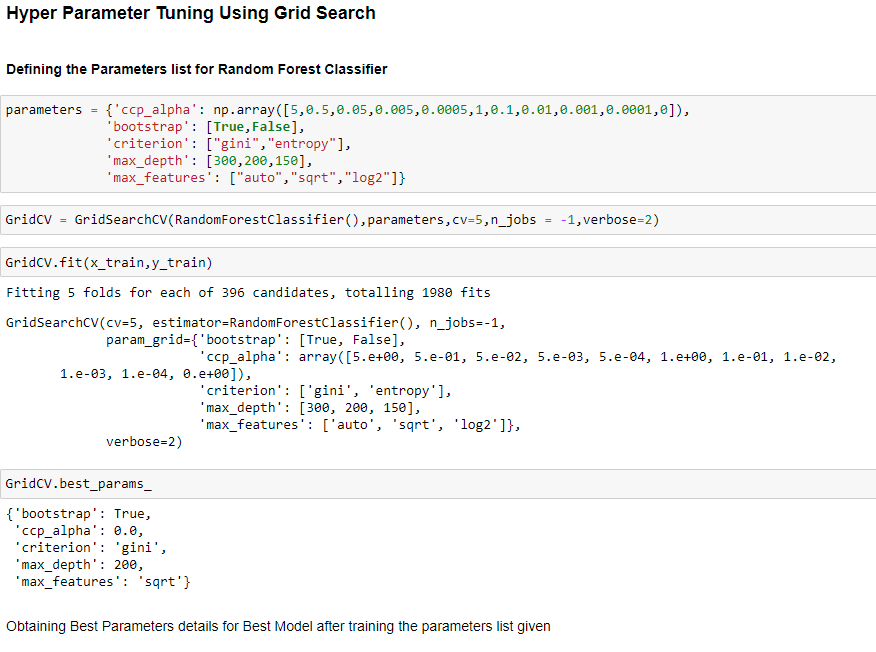 Hyper Parameter Tuning Using Grid Search
Defining the Parameters list for Random Forest Classifier
parameters = {'ccp_alpha': np.array([5,0.5,0.05,0.005,0.0005,1,0.1,0.01,0.001,0.0001,0]),
             'bootstrap': [True,False],
             'criterion': ["gini","entropy"],
             'max_depth': [300,200,150],
             'max_features': ["auto","sqrt","log2"]}
GridCV = GridSearchCV(RandomForestClassifier(),parameters,cv=5,n_jobs = -1,verbose=2)
GridCV.fit(x_train,y_train)
Fitting 5 folds for each of 396 candidates, totalling 1980 fits
GridSearchCV(cv=5, estimator=RandomForestClassifier(), n_jobs=-1,
             param_grid={'bootstrap': [True, False],
                         'ccp_alpha': array([5.e+00, 5.e-01, 5.e-02, 5.e-03, 5.e-04, 1.e+00, 1.e-01, 1.e-02,
       1.e-03, 1.e-04, 0.e+00]),
                         'criterion': ['gini', 'entropy'],
                         'max_depth': [300, 200, 150],
                         'max_features': ['auto', 'sqrt', 'log2']},
             verbose=2)
GridCV.best_params_
{'bootstrap': True,
 'ccp_alpha': 0.0,
 'criterion': 'gini',
 'max_depth': 200,
 'max_features': 'sqrt'}
Obtaining Best Parameters details for Best Model after training the parameters list given